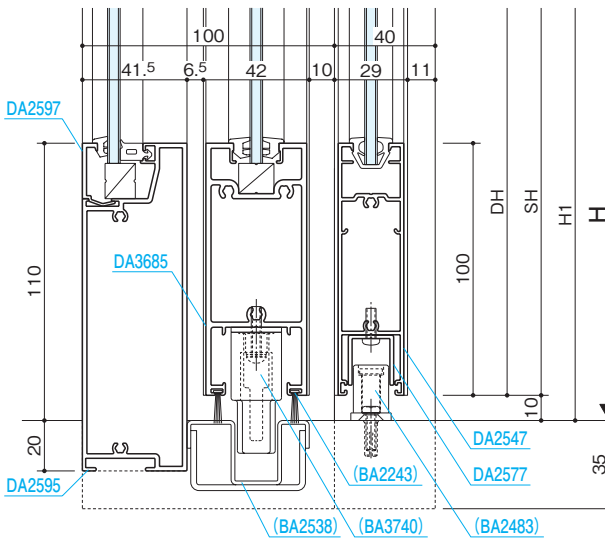 100
40
41.5
6.5
42
10
29
11
DA2597
DH
SH
H1
H
110
100
DA3685
10
20
35
DA2547
(BA2243)
DA2577
DA2595
(BA2538)
(BA3740)
(BA2483)